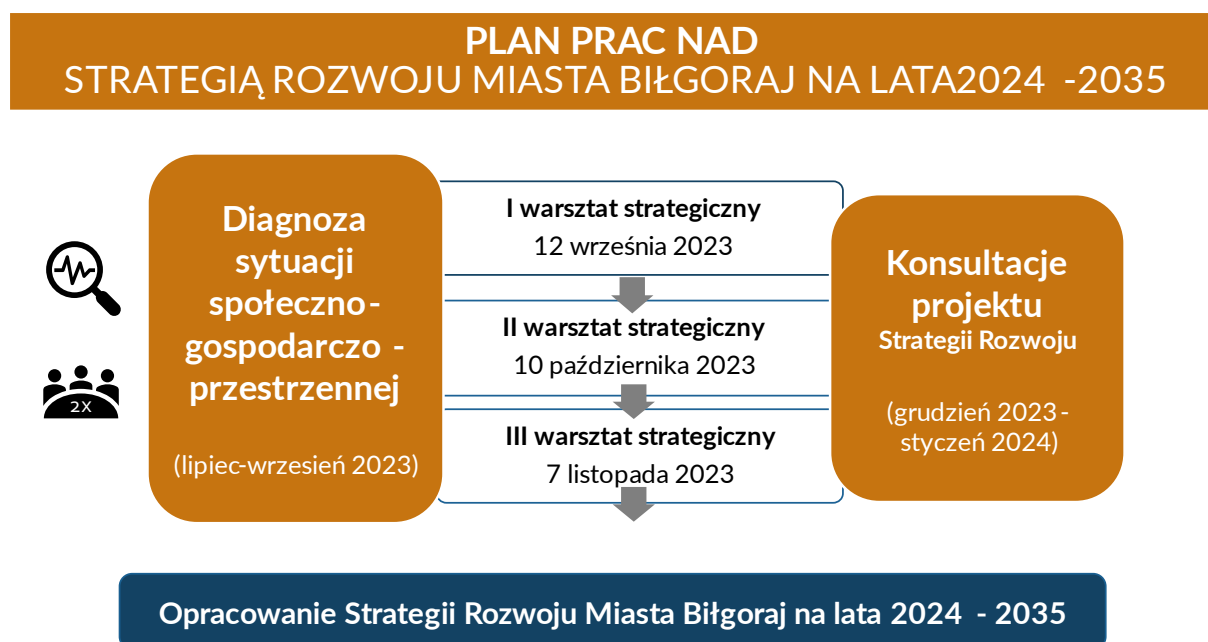 PLAN PRAC NAD
STRATEGIĄ ROZWOJU MIASTA BIŁGORAJ NA LATA2024 -2035
Diagnoza
sytuacji
społeczno-
gospodarczo -
przestrzennej
(lipiec-wrzesień 2023)
2X
I warsztat strategiczny
12 września 2023
II warsztat strategiczny
10 października 2023
III warsztat strategiczny
7 listopada 2023
Konsultacje
projektu
Strategii Rozwoju
(grudzień 2023-
styczeń 2024)
Opracowanie Strategii Rozwoju Miasta Biłgoraj na lata 2024 - 2035